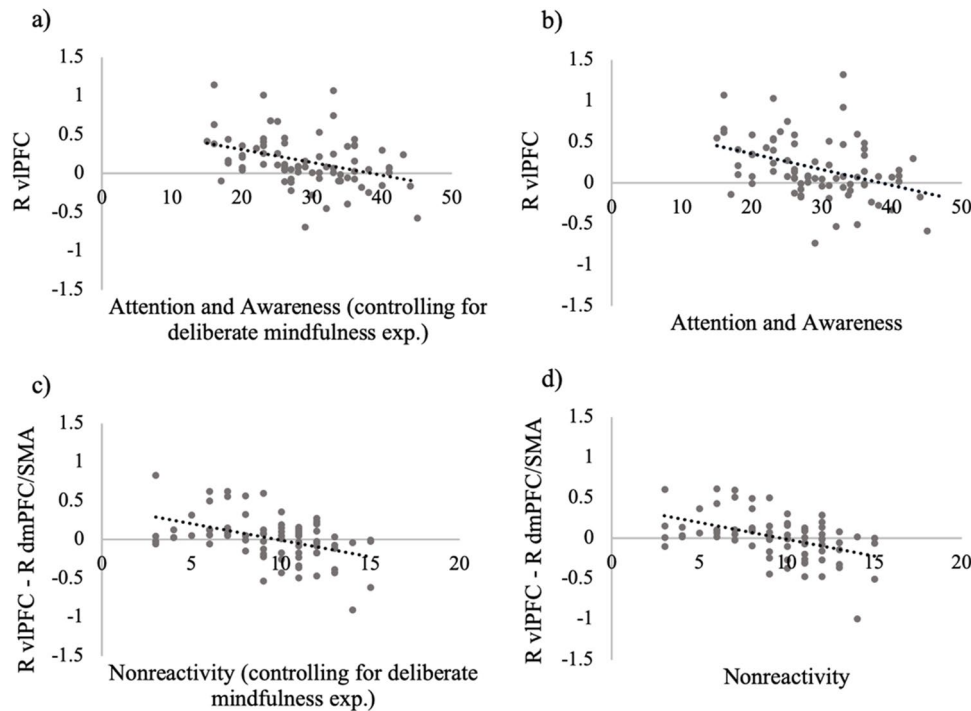 a)
1.5
1
0.5
0
-0.5
-1
-1.5
0 10 20 30 40 50
R vlPFC
Attention and Awareness (controlling for
deliberate mindfulness exp.)
b)
1.5
1
0.5
0
-0.5
-1
-1.5
0 10 20 30 40 50
R vlPFC
Attention and Awareness
c)
1.5
1
0.5
0
-0.5
-1
-1.5
0 5 10 15 20
R vlPFC - R dmPFC/SMA
Nonreactivity (controlling for deliberate
mindfulness exp.)
d)
1.5
1
0.5
0
-0.5
-1
-1.5
0 5 10 15 20
R vlPFC - R dmPFC/SMA
Nonreactivity